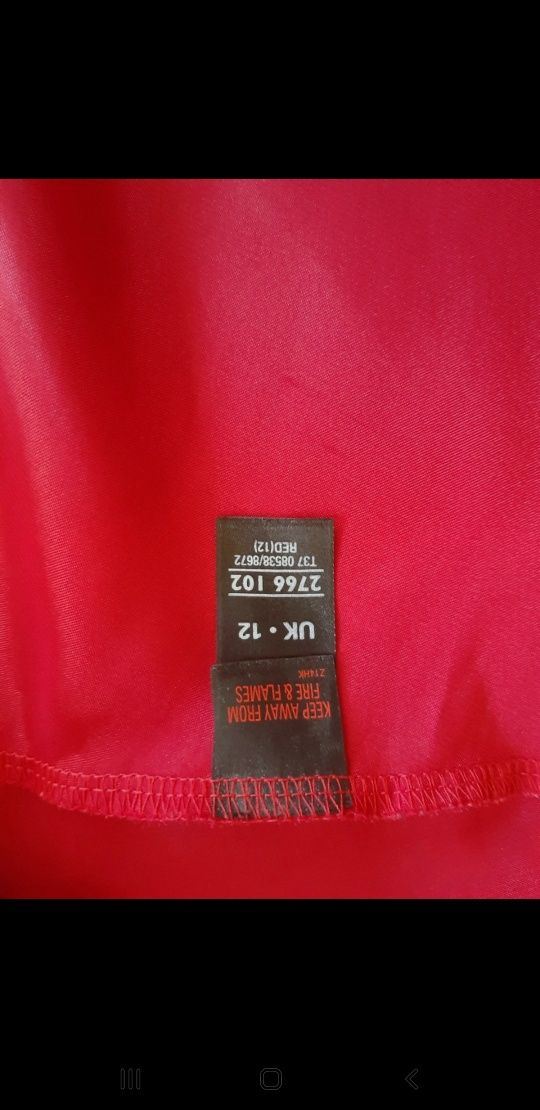 KEEP AWAY FROM
FIRE & FLAMES
Z14HK
UK • 12
2766 102
T37 08538/8672
RED(12)